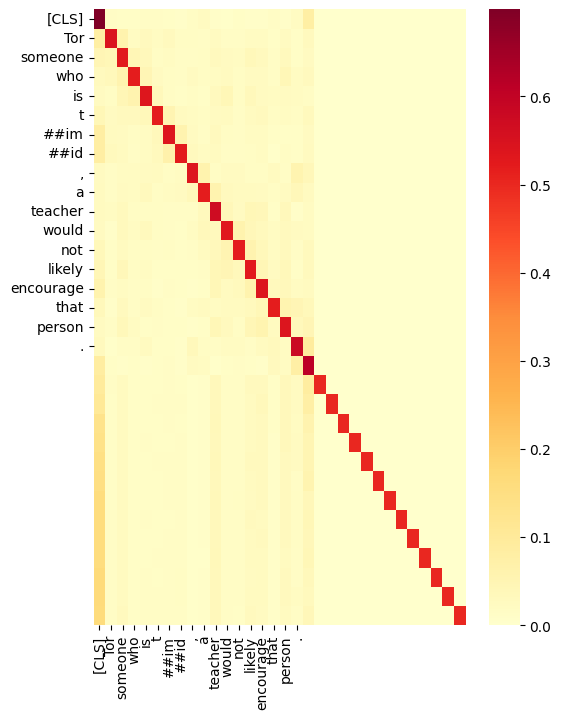 [CLS]
Tor
someone
who
is
t
##im
##id
,
a
teacher
would
not
likely
encourage
that
person
.
0.6
0.5
0.4
0.3
0.2
0.1
0.0
[CLS]
Tor
someone
who
is
t
##im
##id
,
a
teacher
would
not
likely
encourage
that
person
.